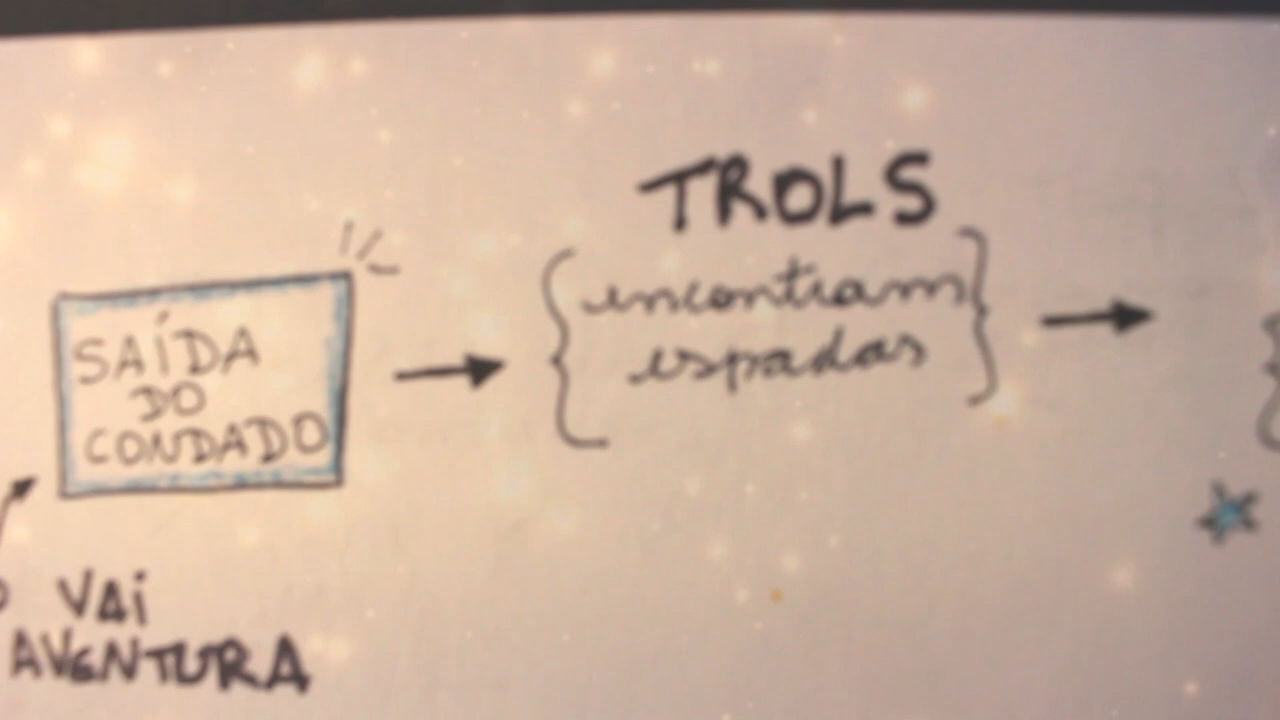 SAÍDA
DO
CONDADO
TROLS
encontram
espadas
VAi
AVENTURA